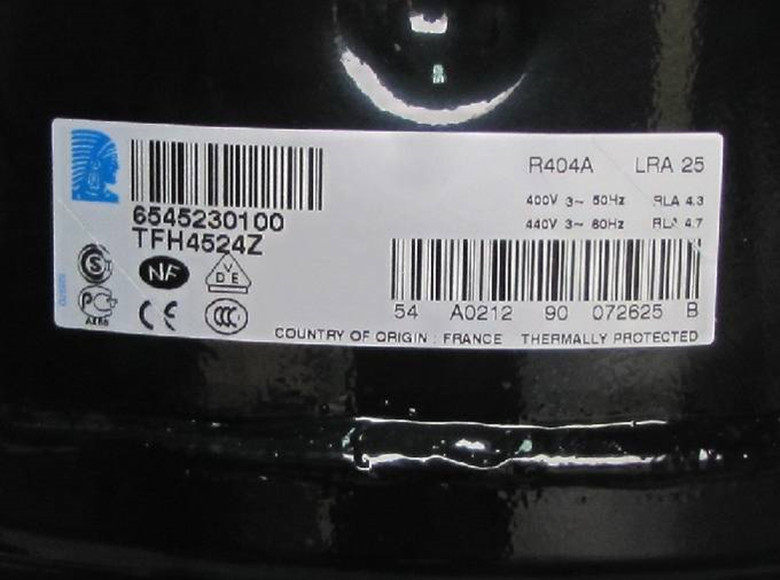 R404A LRA 25
400V 3~ 50Hz RLA 4.3
440V 3~ 60Hz RLA 4.7
6545230100
TFH4524Z
54 A0212 90 072625 B
NF
VDE
CE
CCC
COUNTRY OF ORIGIN : FRANCE THERMALLY PROTECTED